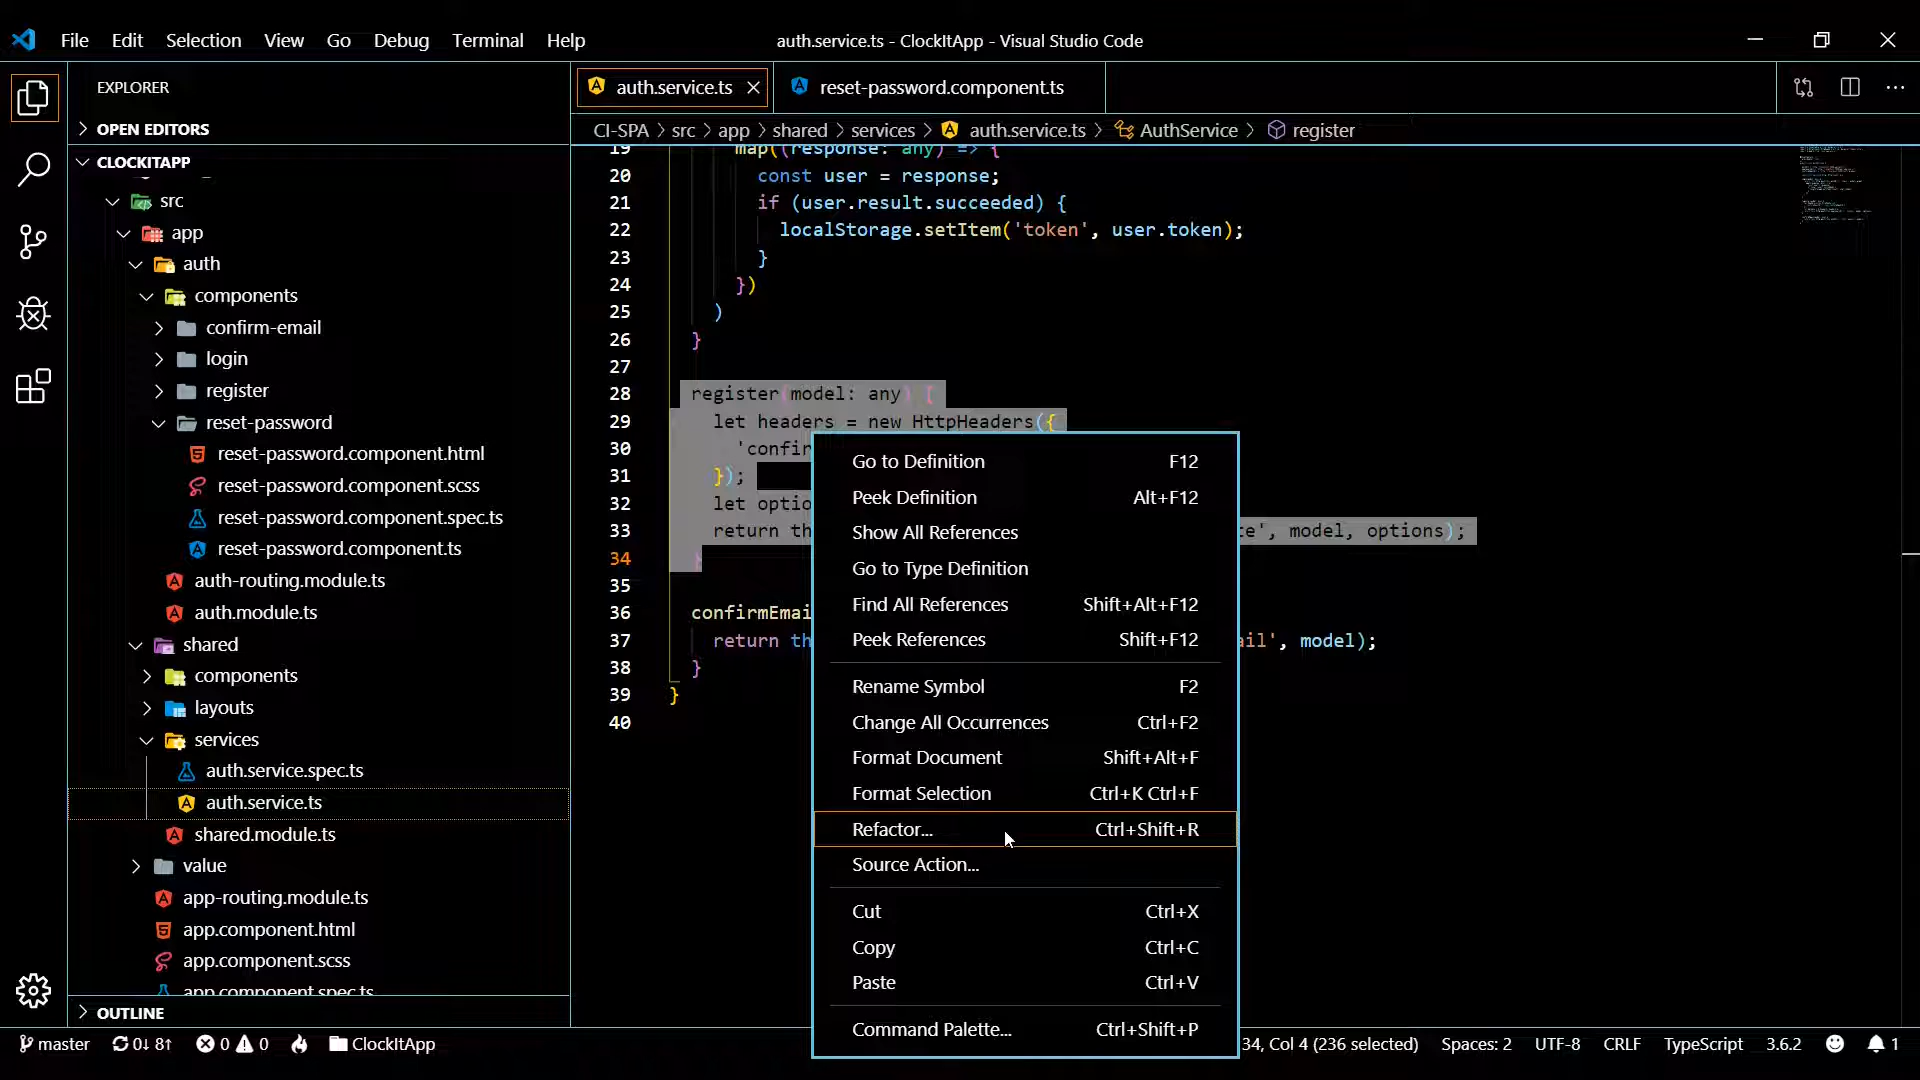 File Edit Selection View Go Debug Terminal Help
auth.service.ts - ClockItApp - Visual Studio Code
EXPLORER
OPEN EDITORS
CLOCKITAPP
src
app
auth
components
confirm-email
login
register
reset-password
reset-password.component.html
reset-password.component.scss
reset-password.component.spec.ts
reset-password.component.ts
auth-routing.module.ts
auth.module.ts
shared
components
layouts
services
auth.service.spec.ts
auth.service.ts
shared.module.ts
value
app-routing.module.ts
app.component.html
app.component.scss
app.component.spec.ts
OUTLINE
auth.service.ts reset-password.component.ts
CI-SPA > src > app > shared > services > auth.service.ts > AuthService > register
19 map((response: any) => {
20 const user = response;
21 if (user.result.succeeded) {
22 localStorage.setItem('token', user.token);
23 }
24 })
25 )
26 }
27
28 register(model: any) {
29 let headers = new HttpHeaders({
30 'confir
31 });
32 let optio
33 return th te', model, options);
34 }
35
36 confirmEmai
37 return th ail', model);
38 }
39 }
40
Go to Definition F12
Peek Definition Alt+F12
Show All References
Go to Type Definition
Find All References Shift+Alt+F12
Peek References Shift+F12
Rename Symbol F2
Change All Occurrences Ctrl+F2
Format Document Shift+Alt+F
Format Selection Ctrl+K Ctrl+F
Refactor... Ctrl+Shift+R
Source Action...
Cut Ctrl+X
Copy Ctrl+C
Paste Ctrl+V
Command Palette... Ctrl+Shift+P
master 0↓ 8↑ 0 0 ClockItApp
34, Col 4 (236 selected) Spaces: 2 UTF-8 CRLF TypeScript 3.6.2 1